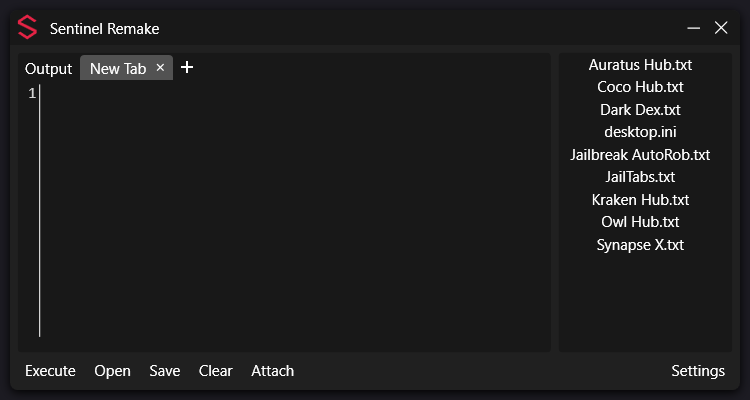 Sentinel Remake
Output New Tab × +
1
Auratus Hub.txt
Coco Hub.txt
Dark Dex.txt
desktop.ini
Jailbreak AutoRob.txt
JailTabs.txt
Kraken Hub.txt
Owl Hub.txt
Synapse X.txt
Execute Open Save Clear Attach Settings